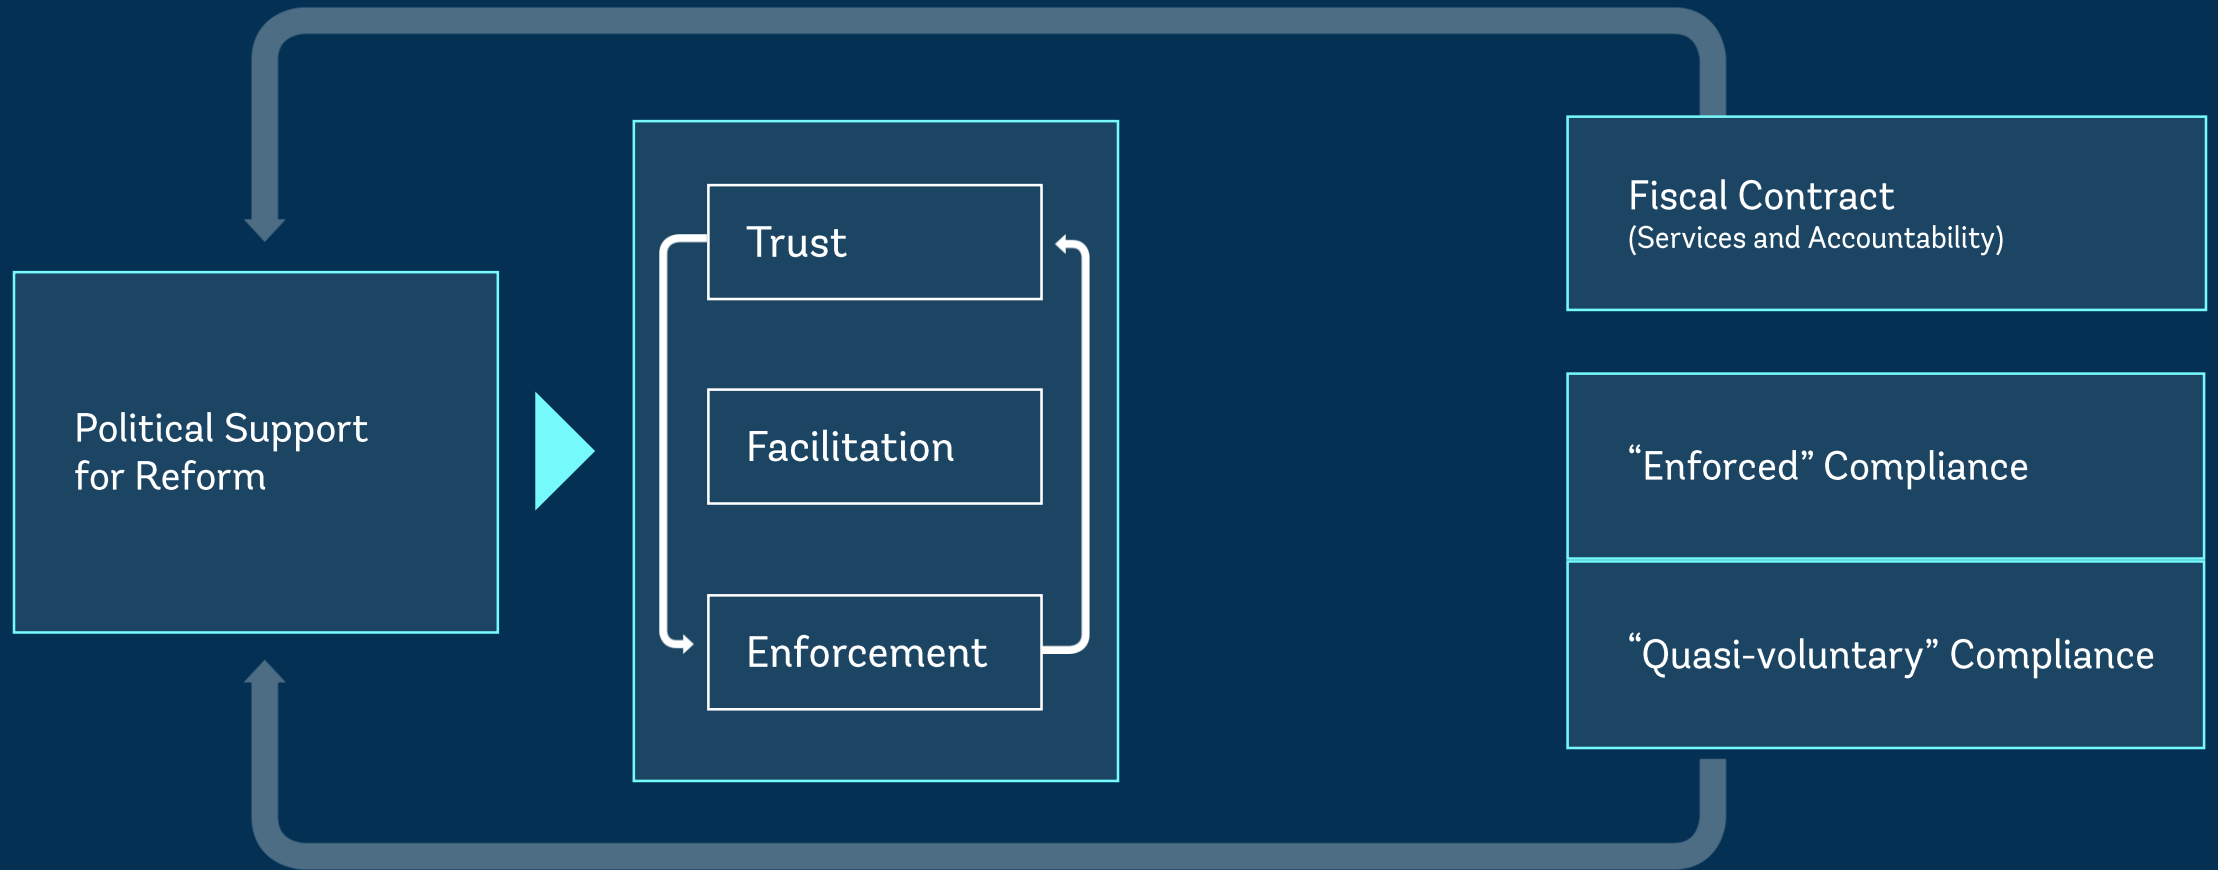 Political Support
for Reform
Trust
Facilitation
Enforcement
Fiscal Contract
(Services and Accountability)
“Enforced” Compliance
“Quasi-voluntary” Compliance